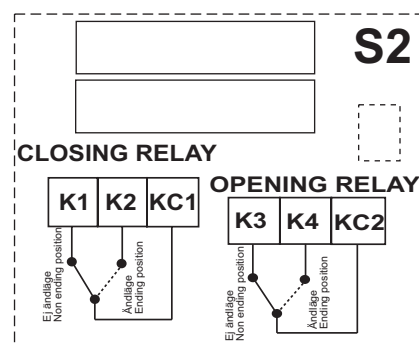 S2
CLOSING RELAY
K1 K2 KC1
Ej ändläge
Non ending position
Ändläge
Ending position
OPENING RELAY
K3 K4 KC2
Ej ändläge
Non ending position
Ändläge
Ending position